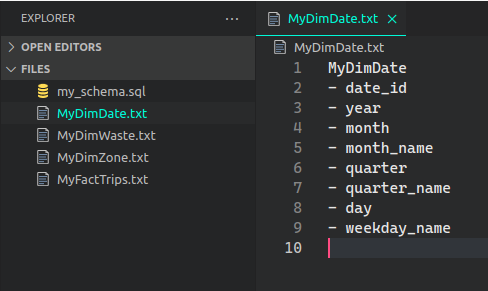 EXPLORER
...
OPEN EDITORS
FILES
my_schema.sql
MyDimDate.txt
MyDimWaste.txt
MyDimZone.txt
MyFactTrips.txt
MyDimDate.txt ×
MyDimDate.txt
1 MyDimDate
2 - date_id
3 - year
4 - month
5 - month_name
6 - quarter
7 - quarter_name
8 - day
9 - weekday_name
10